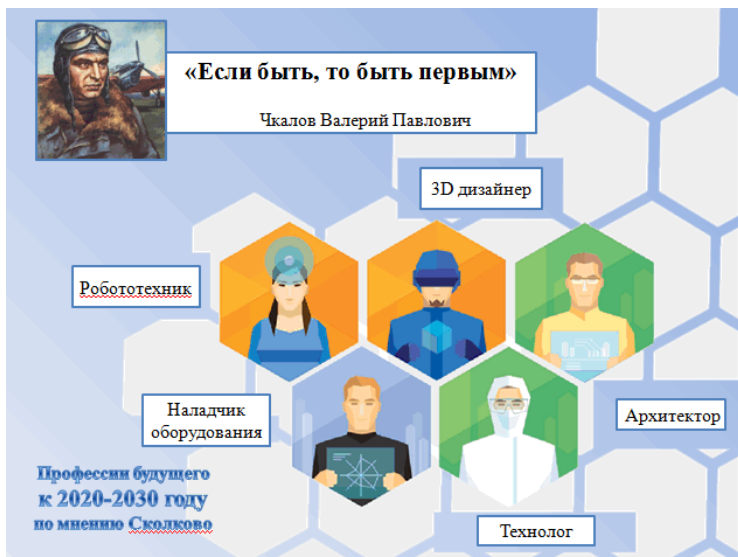 «Если быть, то быть первым»
Чкалов Валерий Павлович
3D дизайнер
Робототехник
Наладчик
оборудования
Архитектор
Профессии будущего
к 2020-2030 году
по мнению Сколково
Технолог